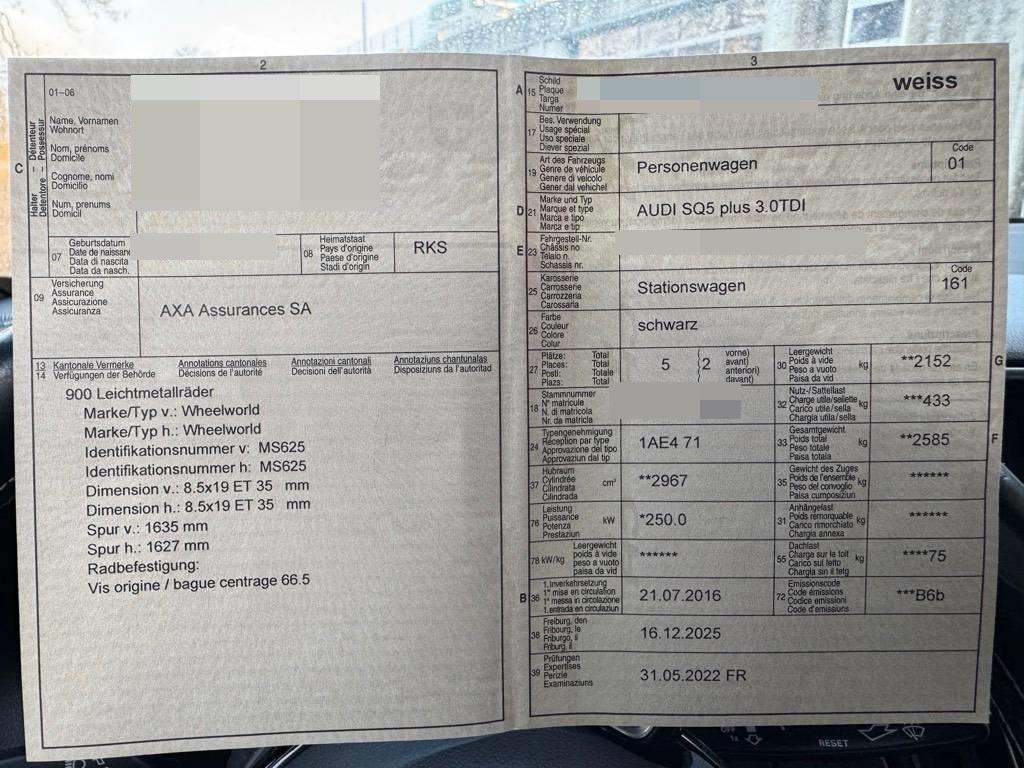 2
01-06
Name, Vornamen
Wohnort
Nom, prénoms
Domicile
Cognome, nomi
Domicilio
Num, prenums
Domicil
C
Halter – Détenteur
Detentore – Possessur
07
Geburtsdatum
Date de naissance
Data di nascita
Data da nasch.
08
Heimatstaat
Pays d'origine
Paese d'origine
Stadi d'origin
RKS
09
Versicherung
Assurance
Assicurazione
Assicuranza
AXA Assurances SA
13 Kantonale Vermerke Annotations cantonales Annotazioni cantonali Annotaziuns chantunalas
14 Verfügungen der Behörde Décisions de l'autorité Decisioni dell'autorità Disposiziuns da l'autoritad
900 Leichtmetallräder
Marke/Typ v.: Wheelworld
Marke/Typ h.: Wheelworld
Identifikationsnummer v: MS625
Identifikationsnummer h: MS625
Dimension v.: 8.5x19 ET 35 mm
Dimension h.: 8.5x19 ET 35 mm
Spur v.: 1635 mm
Spur h.: 1627 mm
Radbefestigung:
Vis origine / bague centrage 66.5
3
A 15
Schild
Plaque
Targa
Numer
weiss
17
Bes. Verwendung
Usage spécial
Uso speciale
Diever spezial
19
Art des Fahrzeugs
Genre de véhicule
Genere di veicolo
Gener dal vehichel
Personenwagen
Code
01
D 21
Marke und Typ
Marque et type
Marca e tipo
Marca e tip
AUDI SQ5 plus 3.0TDI
E 23
Fahrgestell-Nr.
Châssis no
Telaio n.
Schassis nr.
25
Karosserie
Carrosserie
Carrozzeria
Carossaria
Stationswagen
Code
161
26
Farbe
Couleur
Colore
Colur
schwarz
27
Plätze: Total
Places: Total
Posti: Totale
Plazs: Total
5 (2
vorne)
avant)
anteriori)
davant)
30
Leergewicht
Poids à vide
Peso a vuoto
Paisa da vid
kg
**2152
G
18
Stammnummer
N° matricule
N. di matricola
Nr. da matricla
32
Nutz-/Sattellast
Charge utile/sellette
Carico utile/sella
Chargia utila/sella
kg
***433
24
Typengenehmigung
Réception par type
Approvazione del tipo
Approvaziun dal tip
1AE4 71
33
Gesamtgewicht
Poids total
Peso totale
Paisa totala
kg
**2585
F
37
Hubraum
Cylindrée
Cilindrata
Cilindrada
cm³
**2967
35
Gewicht des Zuges
Poids de l'ensemble
Peso del convoglio
Paisa cumposiziun
kg
******
76
Leistung
Puissance
Potenza
Prestaziun
kW
*250.0
31
Anhängelast
Poids remorquable
Carico rimorchiato
Chargia annexa
kg
******
78 kW/kg
Leergewicht
poids à vide
peso a vuoto
paisa da vid
******
55
Dachlast
Charge sur le toit
Carico sul tetto
Chargia sin il tetg
kg
****75
B 36
1. Inverkehrsetzung
1re mise en circulation
1a messa in circolazione
1. entrada en circulaziun
21.07.2016
72
Emissionscode
Code émissions
Codice emissioni
Code d'emissiuns
***B6b
38
Freiburg, den
Fribourg, le
Friburgo, il
Friburg, il
16.12.2025
39
Prüfungen
Expertises
Perizie
Examinaziuns
31.05.2022 FR
RESET